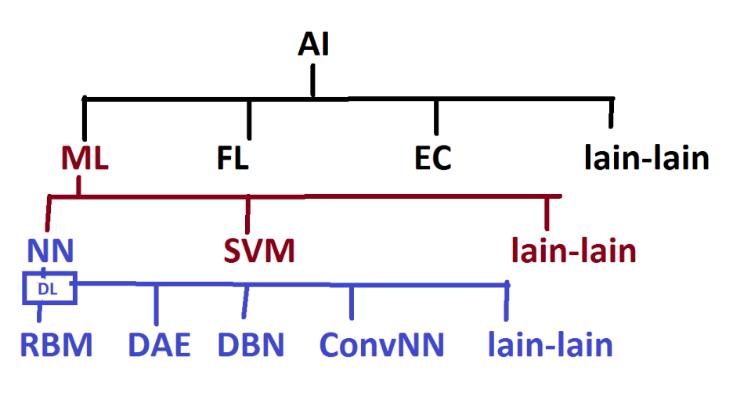 AI
ML FL EC lain-lain
NN SVM lain-lain
DL
RBM DAE DBN ConvNN lain-lain